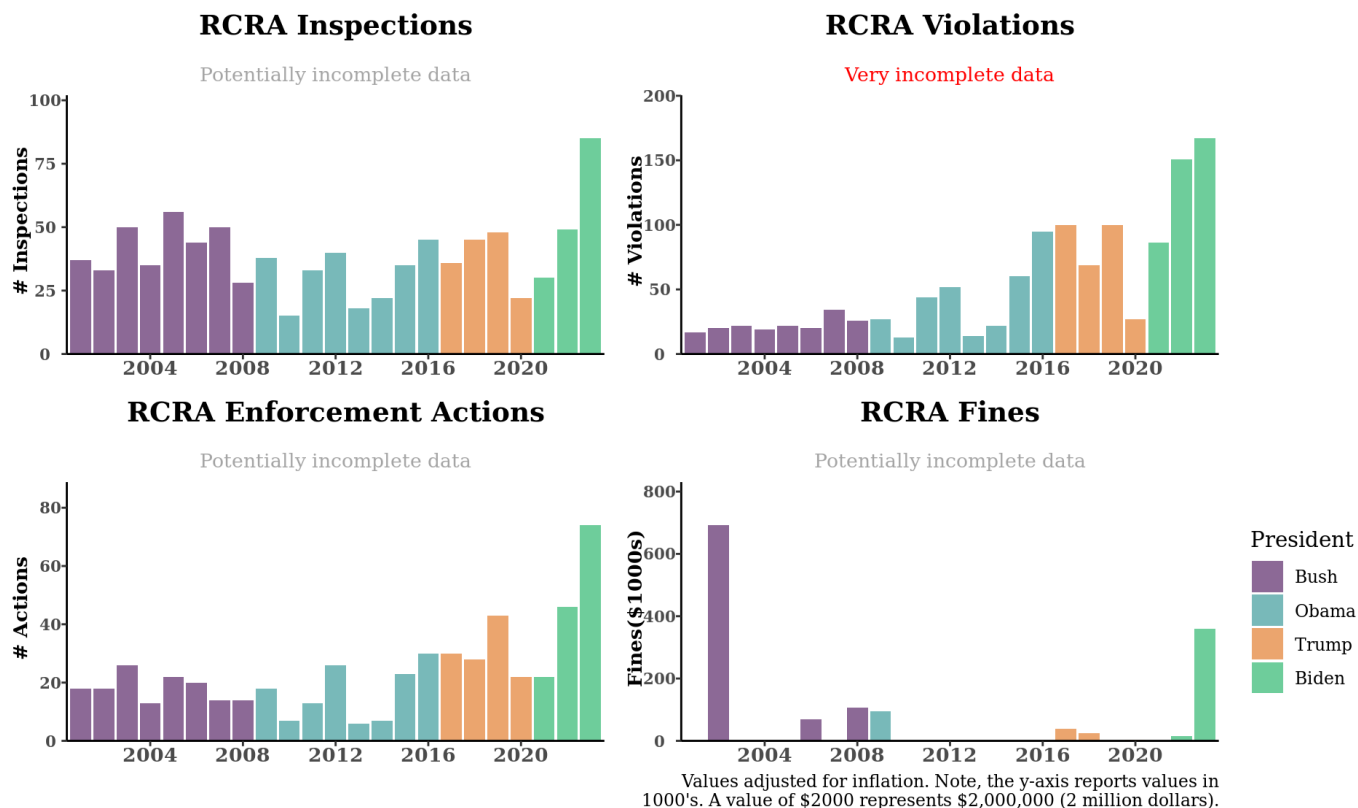 RCRA Inspections
Potentially incomplete data
# Inspections
100
75
50
25
0
2004 2008 2012 2016 2020
RCRA Violations
Very incomplete data
# Violations
200
150
100
50
0
2004 2008 2012 2016 2020
RCRA Enforcement Actions
Potentially incomplete data
# Actions
80
60
40
20
0
2004 2008 2012 2016 2020
RCRA Fines
Potentially incomplete data
Fines($1000s)
800
600
400
200
0
2004 2008 2012 2016 2020
President
Bush
Obama
Trump
Biden
Values adjusted for inflation. Note, the y-axis reports values in
1000's. A value of $2000 represents $2,000,000 (2 million dollars).